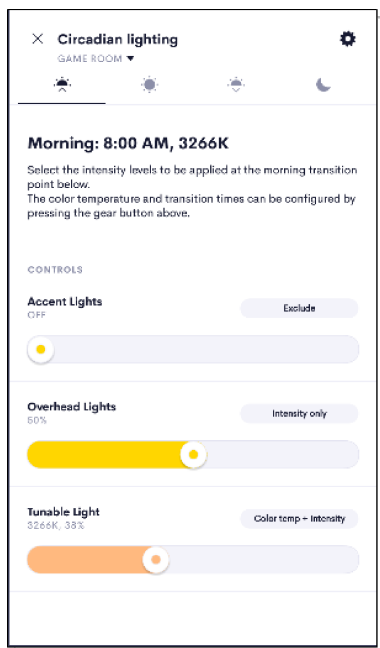 Circadian lighting
GAME ROOM ▼
Morning: 8:00 AM, 3266K
Select the intensity levels to be applied at the morning transition
point below.
The color temperature and transition times can be configured by
pressing the gear button above.
CONTROLS
Accent Lights
OFF
Exclude
Overhead Lights
50%
Intensity only
Tunable Light
3266K, 38%
Color temp + Intensity